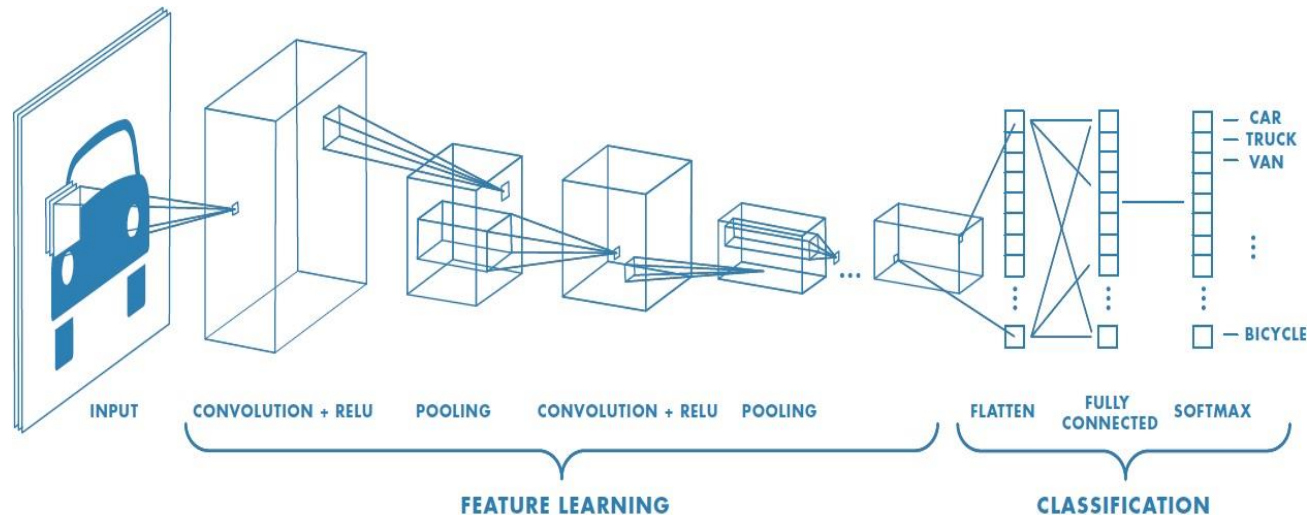 CAR
TRUCK
VAN
BICYCLE
INPUT
CONVOLUTION + RELU
POOLING
CONVOLUTION + RELU
POOLING
FLATTEN
FULLY
CONNECTED
SOFTMAX
FEATURE LEARNING
CLASSIFICATION